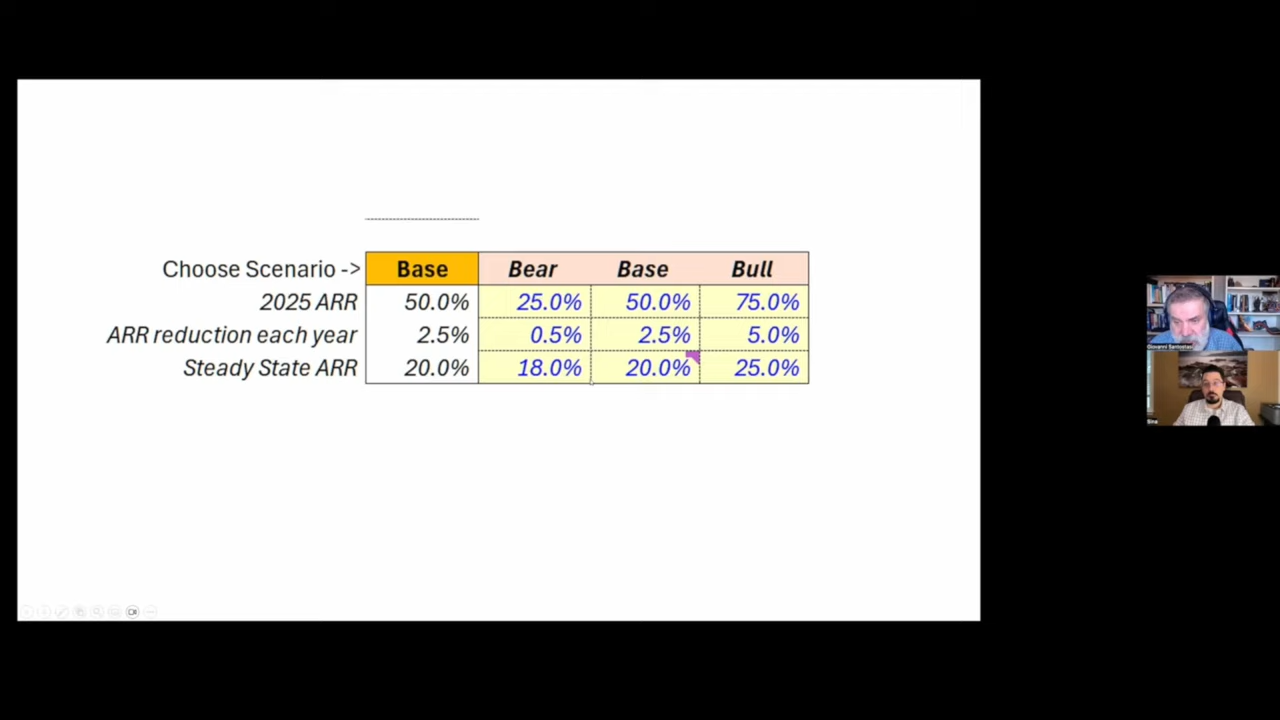 Choose Scenario -> Base Bear Base Bull
2025 ARR 50.0% 25.0% 50.0% 75.0%
ARR reduction each year 2.5% 0.5% 2.5% 5.0%
Steady State ARR 20.0% 18.0% 20.0% 25.0%
Giovanni Santostasi